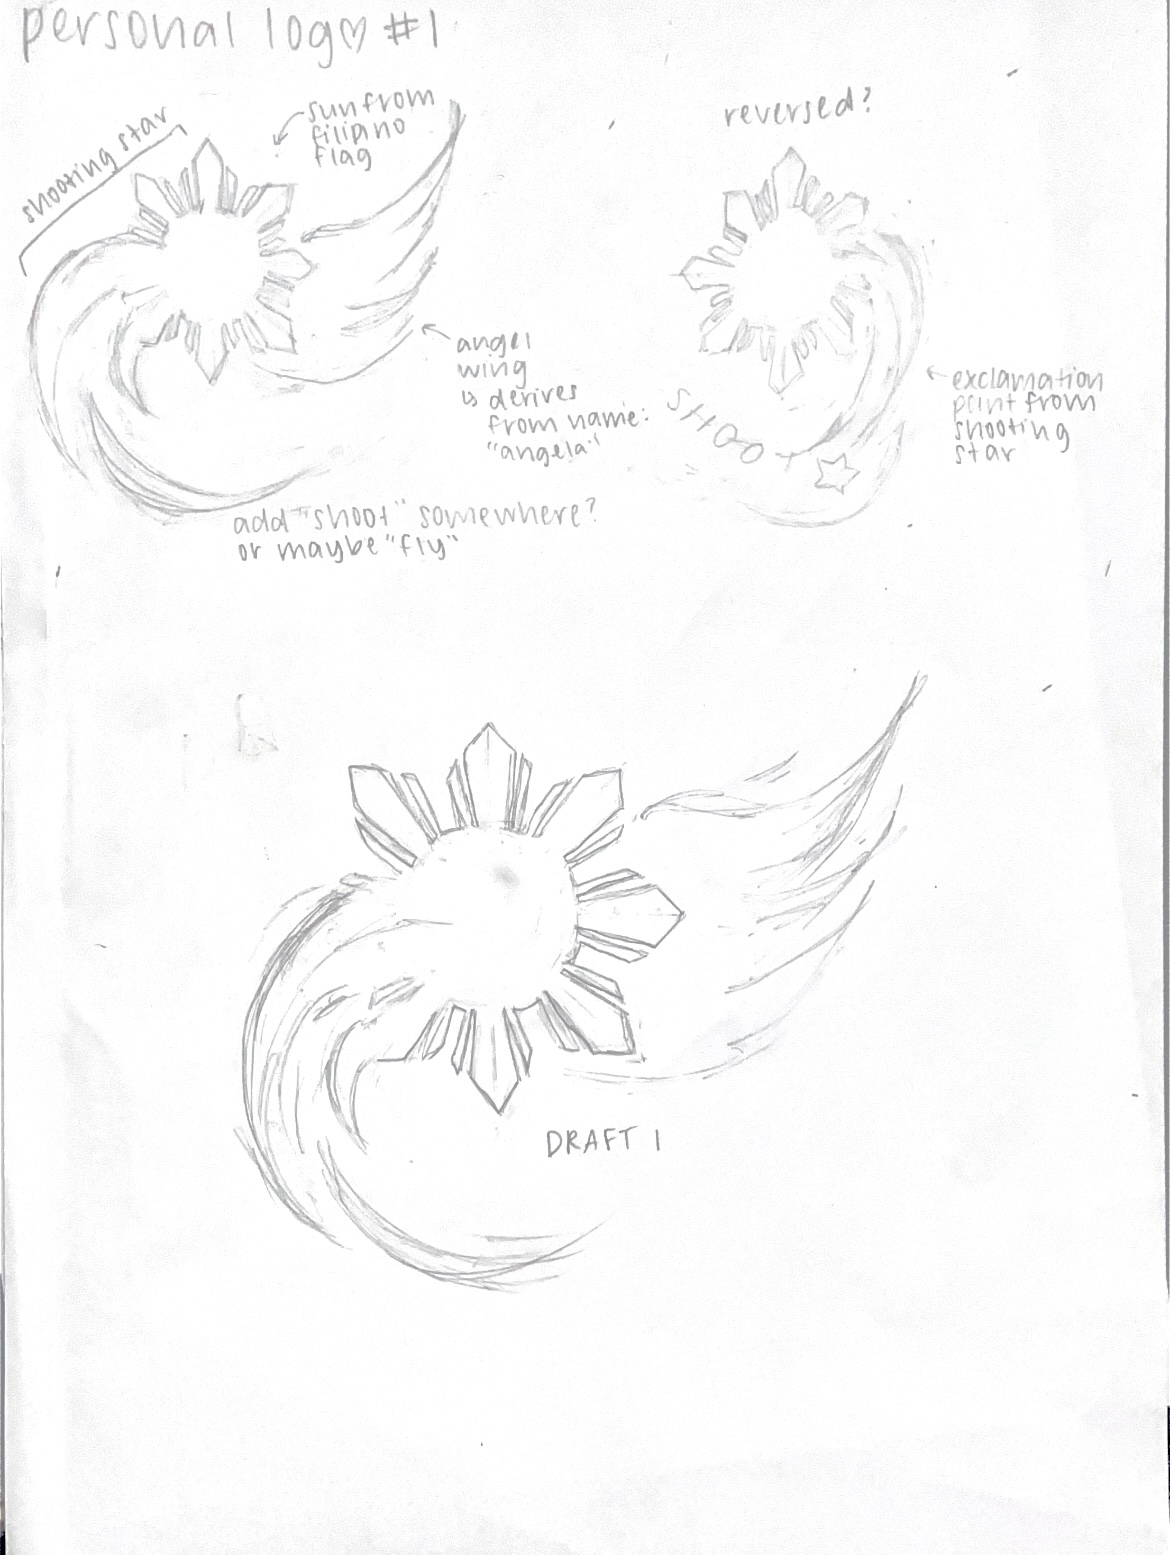 personal logo #1
shooting star
sun from
filipino
flag
reversed?
angel
wing
↳ derives
from name:
"angela"
add "shoot" somewhere?
or maybe "fly"
SHOOT
exclamation
point from
shooting
star
DRAFT 1